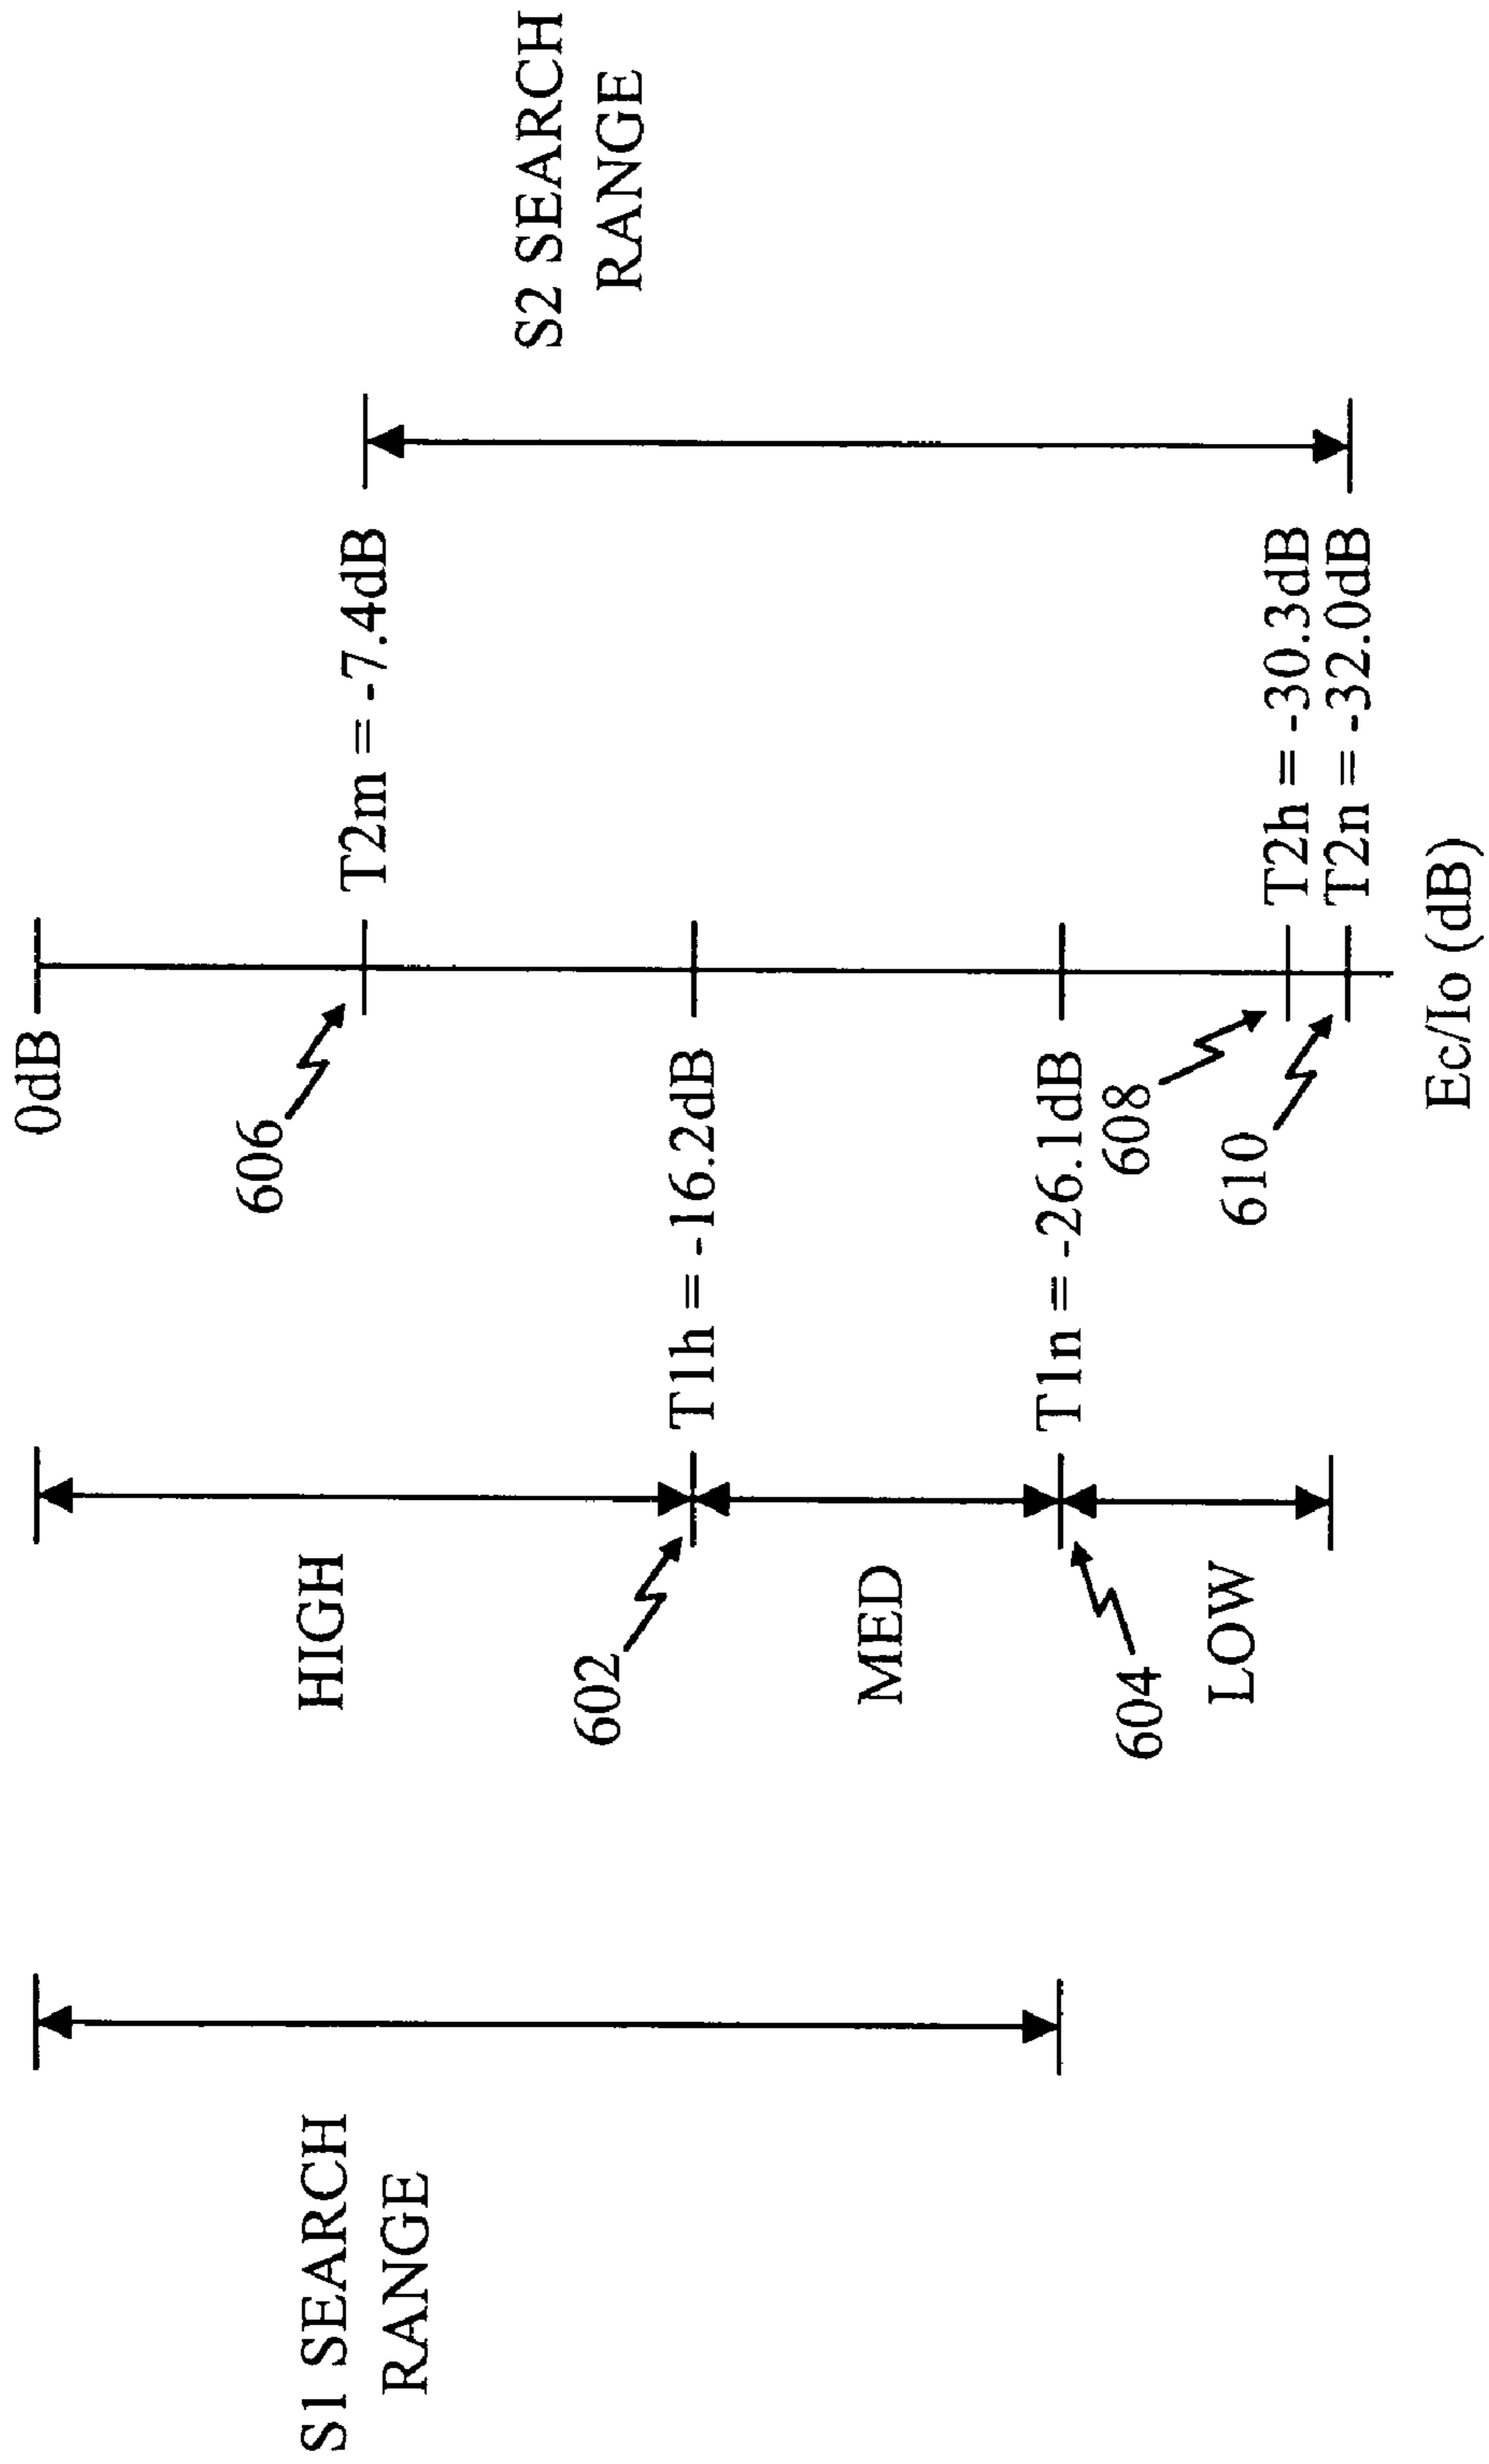 S1 SEARCH
RANGE
HIGH
602
MED
604
LOW
0dB
606
T1h = -16.2dB
T1n = -26.1dB
608
610
Ec/Io (dB)
T2m = -7.4dB
T2h = -30.3dB
T2n = -32.0dB
S2 SEARCH
RANGE